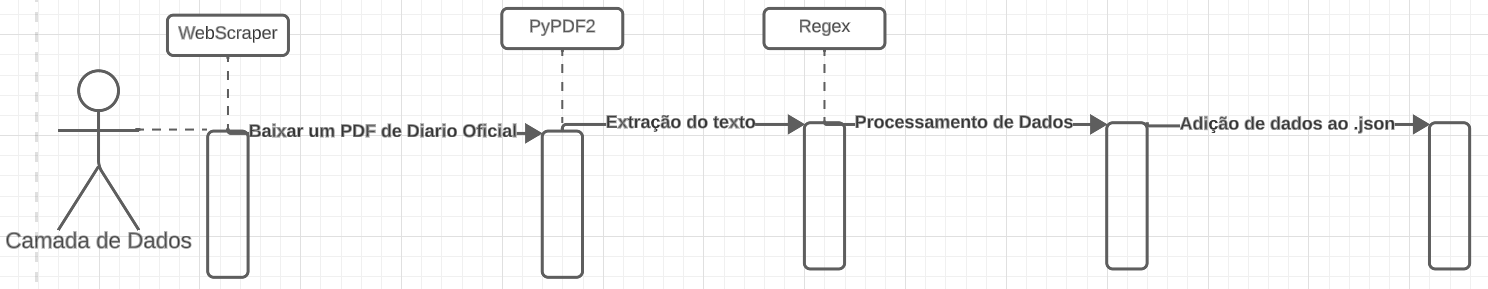 WebScraper
PyPDF2
Regex
Baixar um PDF de Diario Oficial
Extração do texto
Processamento de Dados
Adição de dados ao .json
Camada de Dados